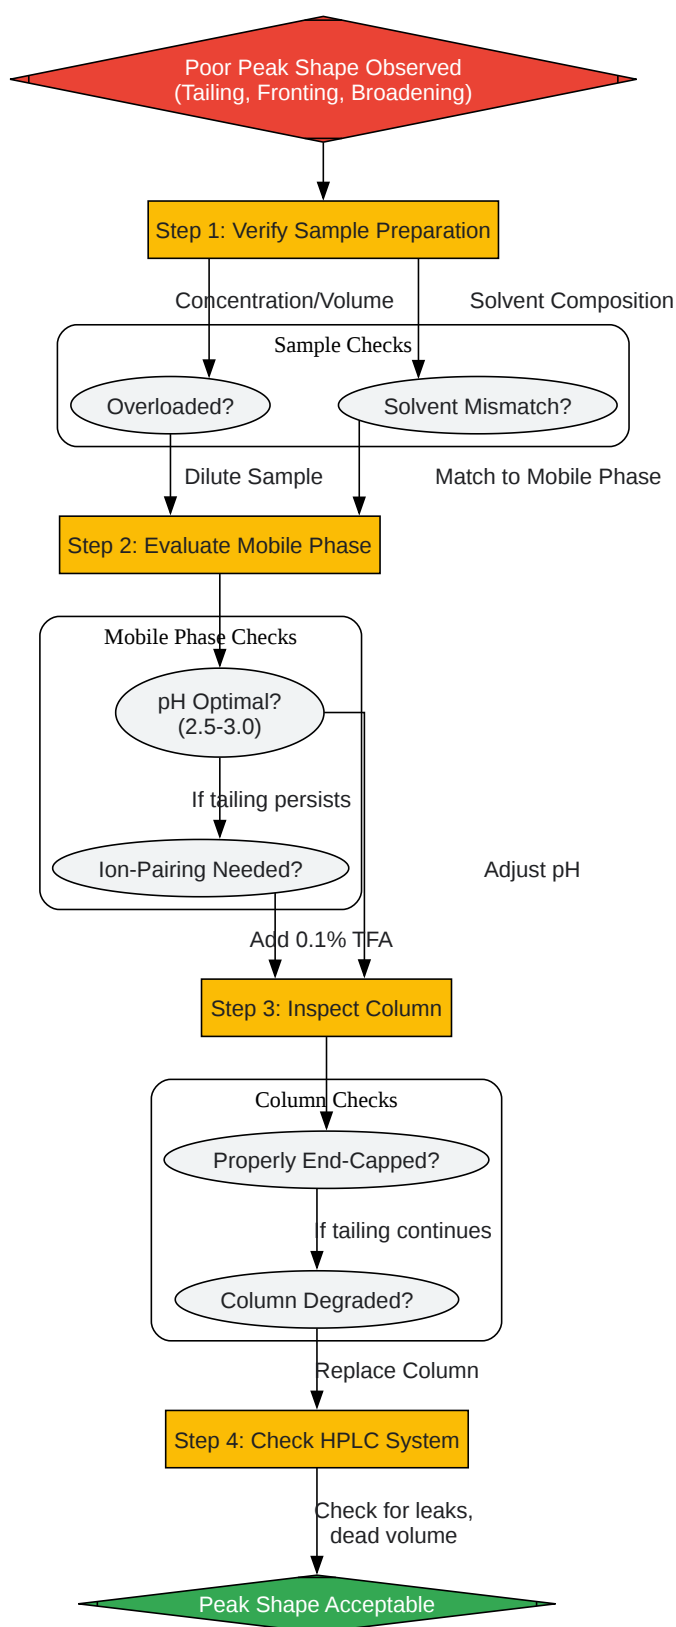 Poor Peak Shape Observed
(Tailing, Fronting, Broadening)
Step 1: Verify Sample Preparation
Concentration/Volume
Solvent Composition
Sample Checks
Overloaded?
Solvent Mismatch?
Dilute Sample
Match to Mobile Phase
Step 2: Evaluate Mobile Phase
Mobile Phase Checks
pH Optimal?
(2.5-3.0)
If tailing persists
Ion-Pairing Needed?
Adjust pH
Add 0.1% TFA
Step 3: Inspect Column
Column Checks
Properly End-Capped?
If tailing continues
Column Degraded?
Replace Column
Step 4: Check HPLC System
Check for leaks,
dead volume
Peak Shape Acceptable